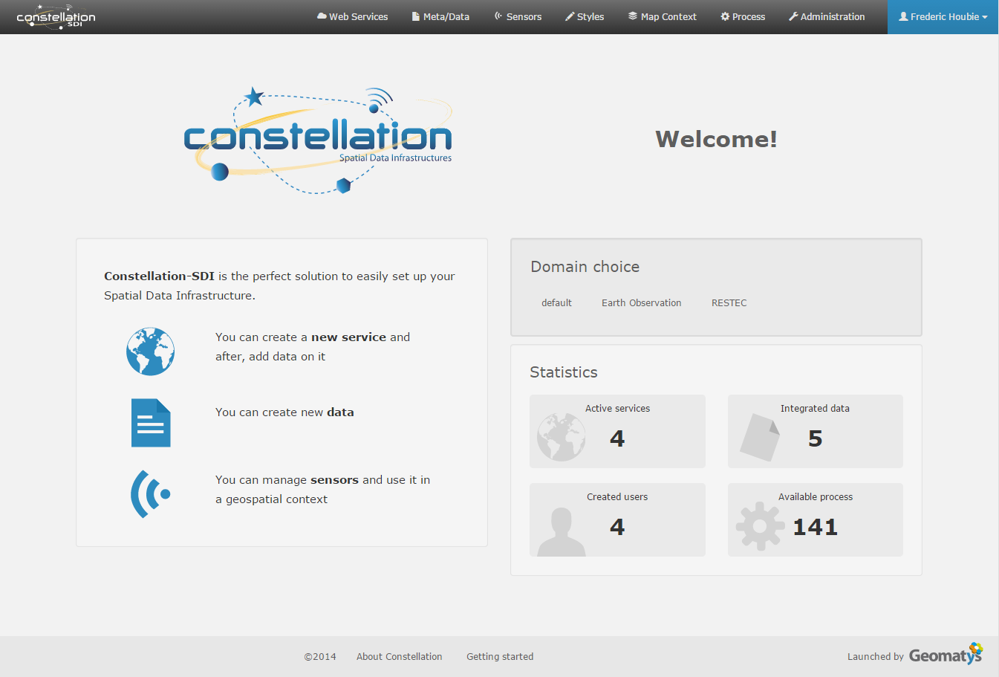 constellation
SDI
Web Services
Meta/Data
Sensors
Styles
Map Context
Process
Administration
Frederic Houbie
constellation
Spatial Data Infrastructures
Welcome!
Constellation-SDI is the perfect solution to easily set up your
Spatial Data Infrastructure.
You can create a new service and
after, add data on it
You can create new data
You can manage sensors and use it in
a geospatial context
Domain choice
default
Earth Observation
RESTEC
Statistics
Active services
4
Integrated data
5
Created users
4
Available process
141
©2014
About Constellation
Getting started
Launched by Geomatys